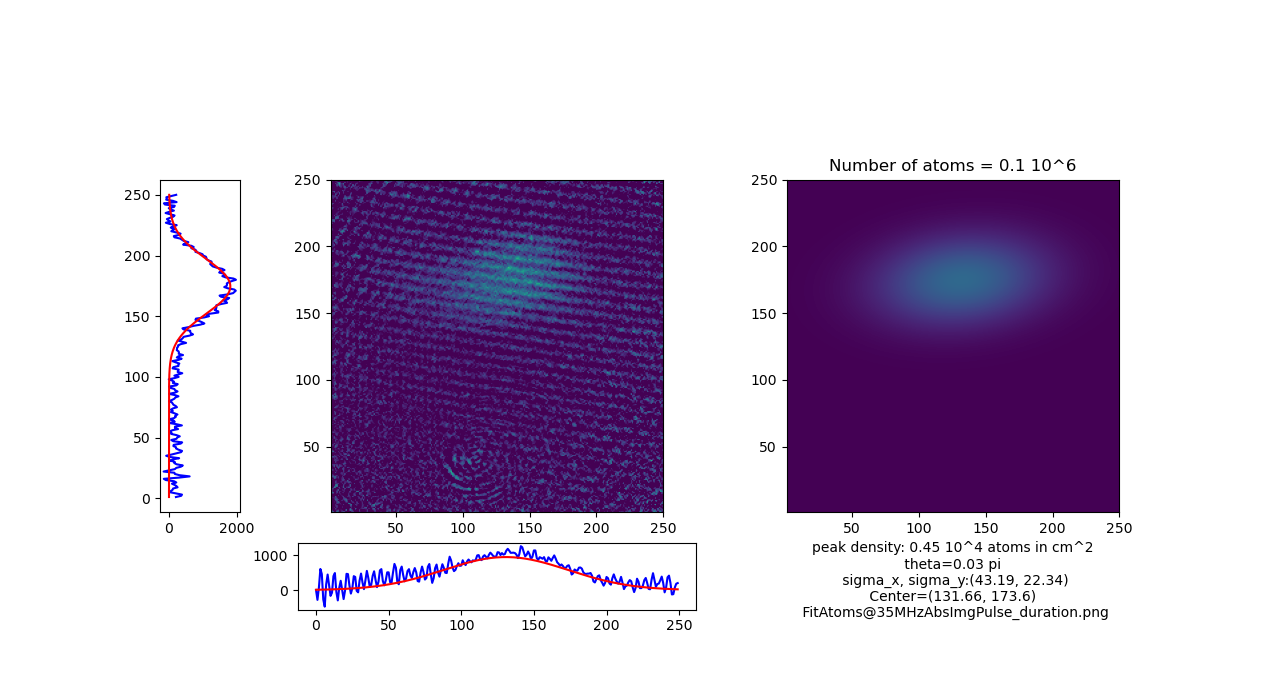 Number of atoms = 0.1 10^6
250
200
150
100
50
0
0 2000
250
200
150
100
50
50 100 150 200 250
250
200
150
100
50
50 100 150 200 250
1000
0
0 50 100 150 200 250
peak density: 0.45 10^4 atoms in cm^2
theta=0.03 pi
sigma_x, sigma_y:(43.19, 22.34)
Center=(131.66, 173.6)
FitAtoms@35MHzAbsImgPulse_duration.png